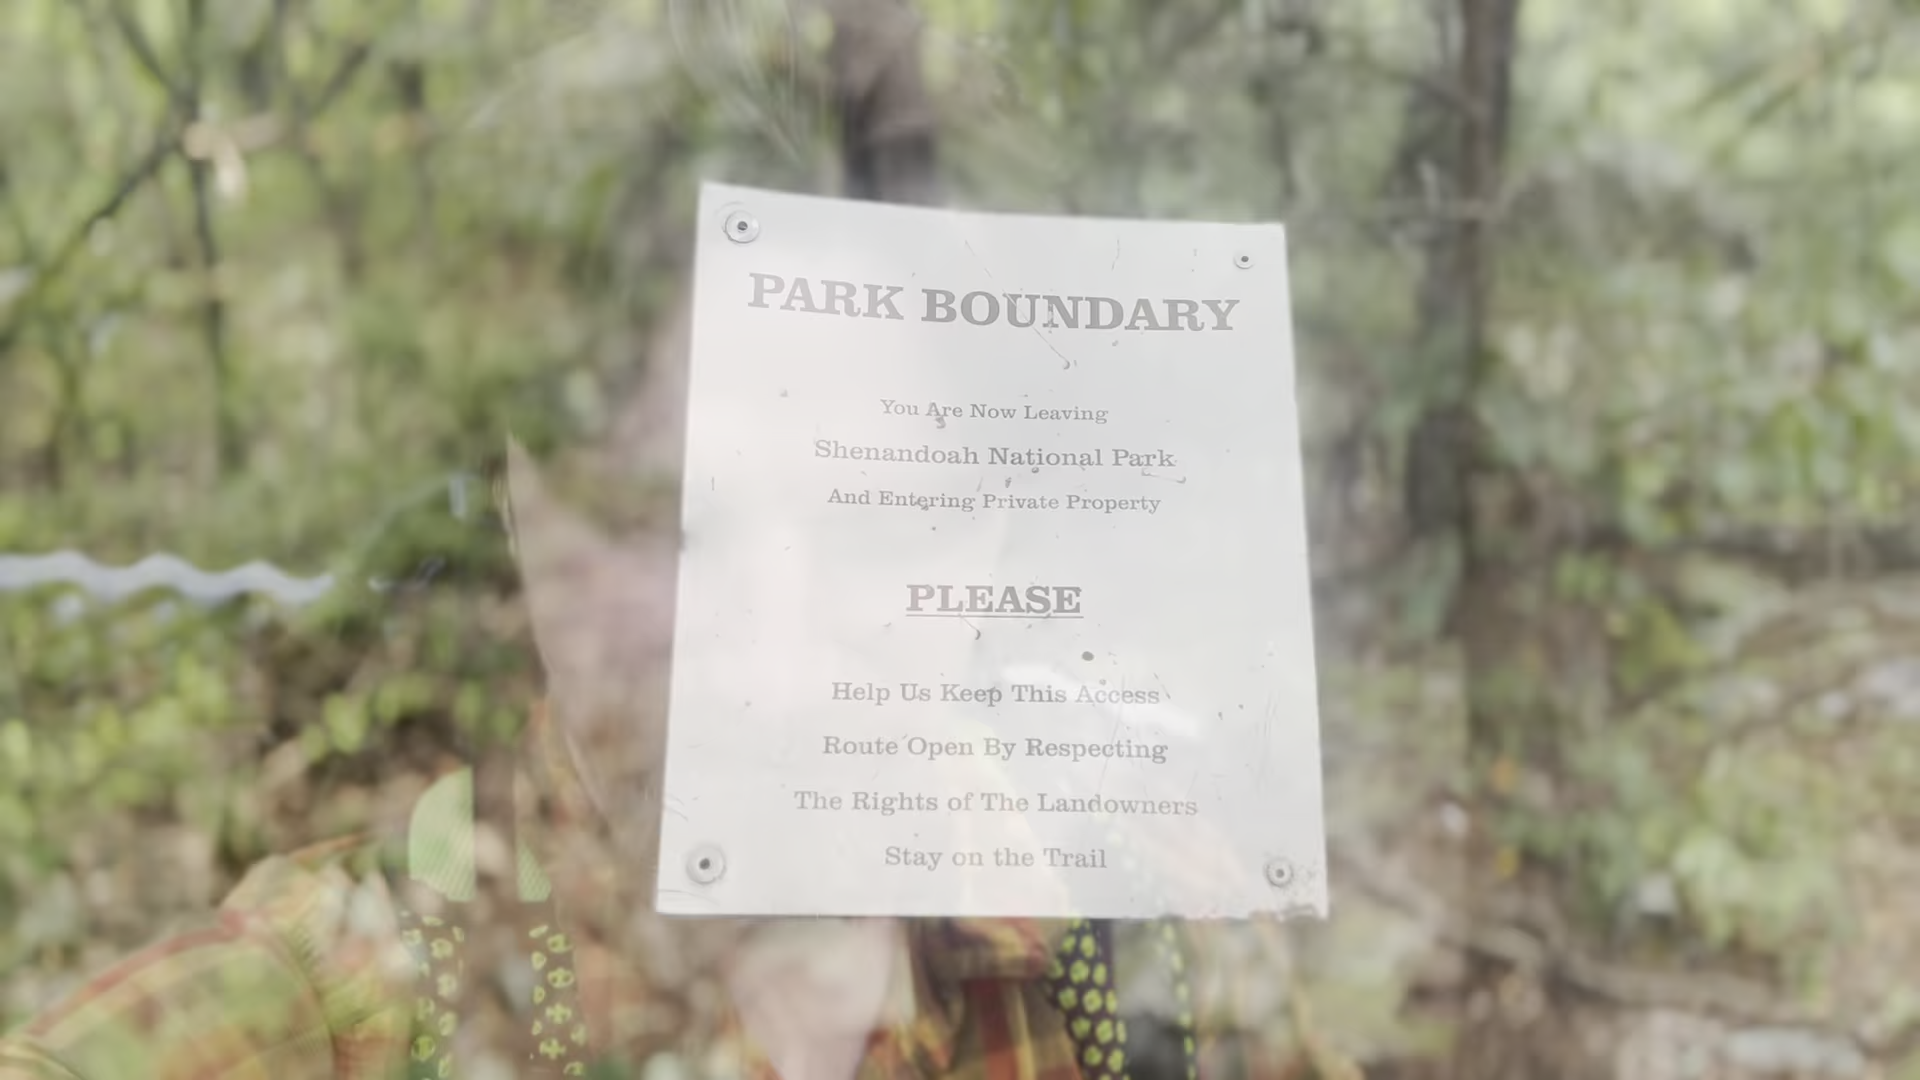 PARK BOUNDARY
You Are Now Leaving
Shenandoah National Park
And Entering Private Property
PLEASE
Help Us Keep This Access
Route Open By Respecting
The Rights of The Landowners
Stay on the Trail